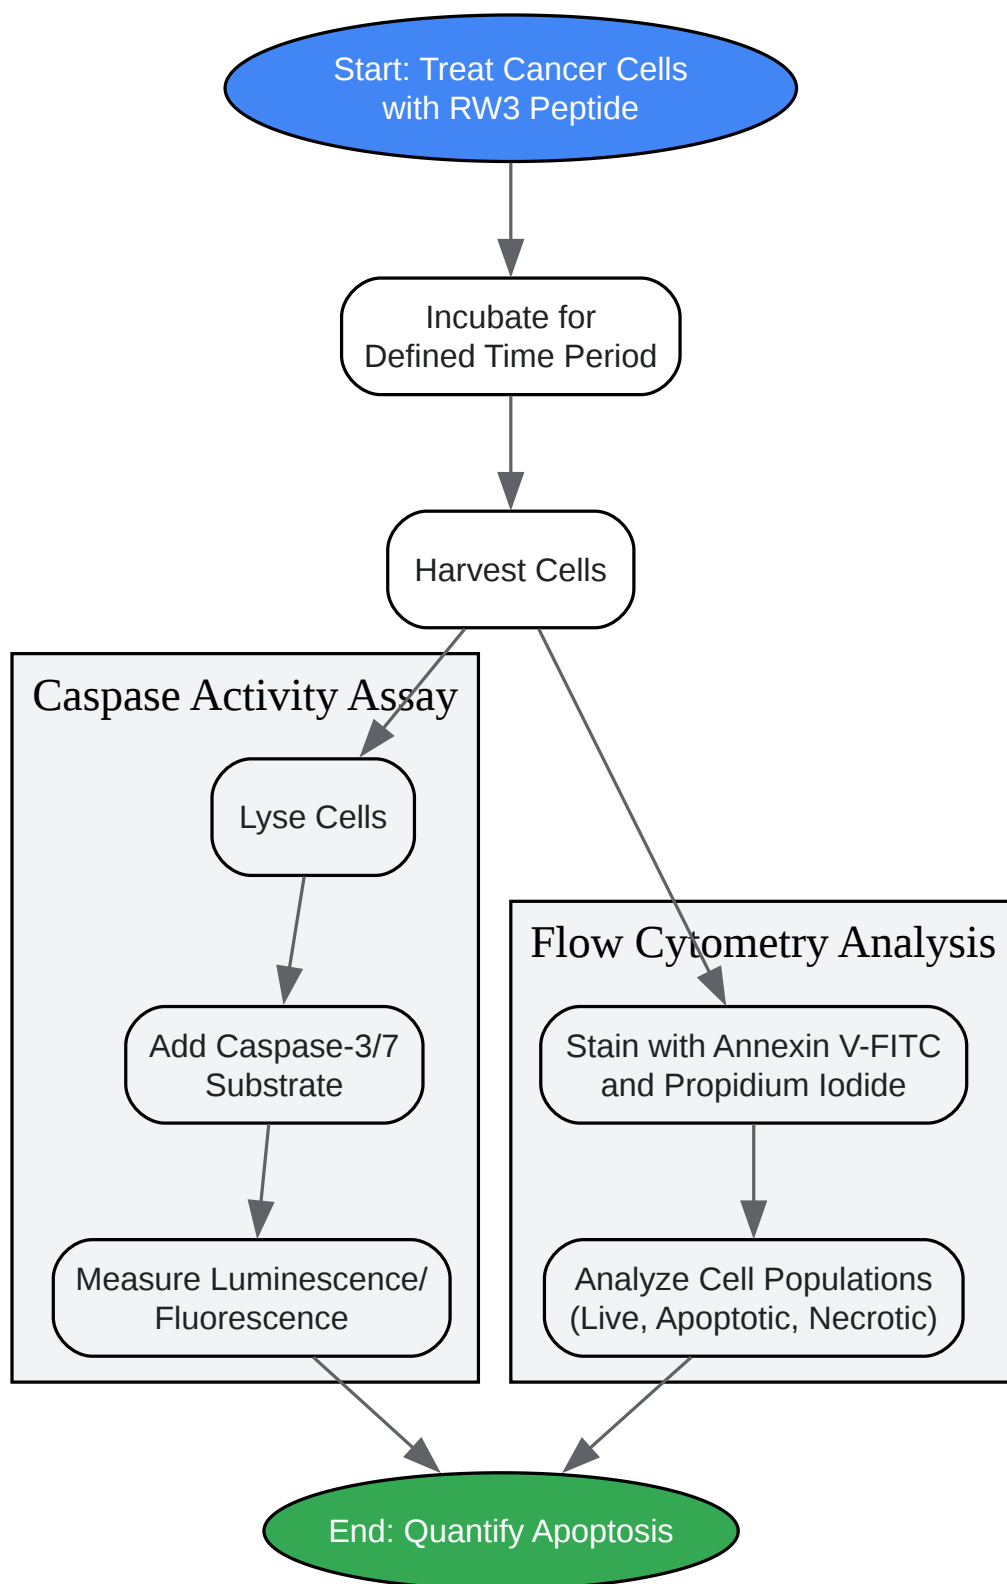 Start: Treat Cancer Cells
with RW3 Peptide
Incubate for
Defined Time Period
Harvest Cells
Caspase Activity Assay
Lyse Cells
Add Caspase-3/7
Substrate
Measure Luminescence/
Fluorescence
Flow Cytometry Analysis
Stain with Annexin V-FITC
and Propidium Iodide
Analyze Cell Populations
(Live, Apoptotic, Necrotic)
End: Quantify Apoptosis